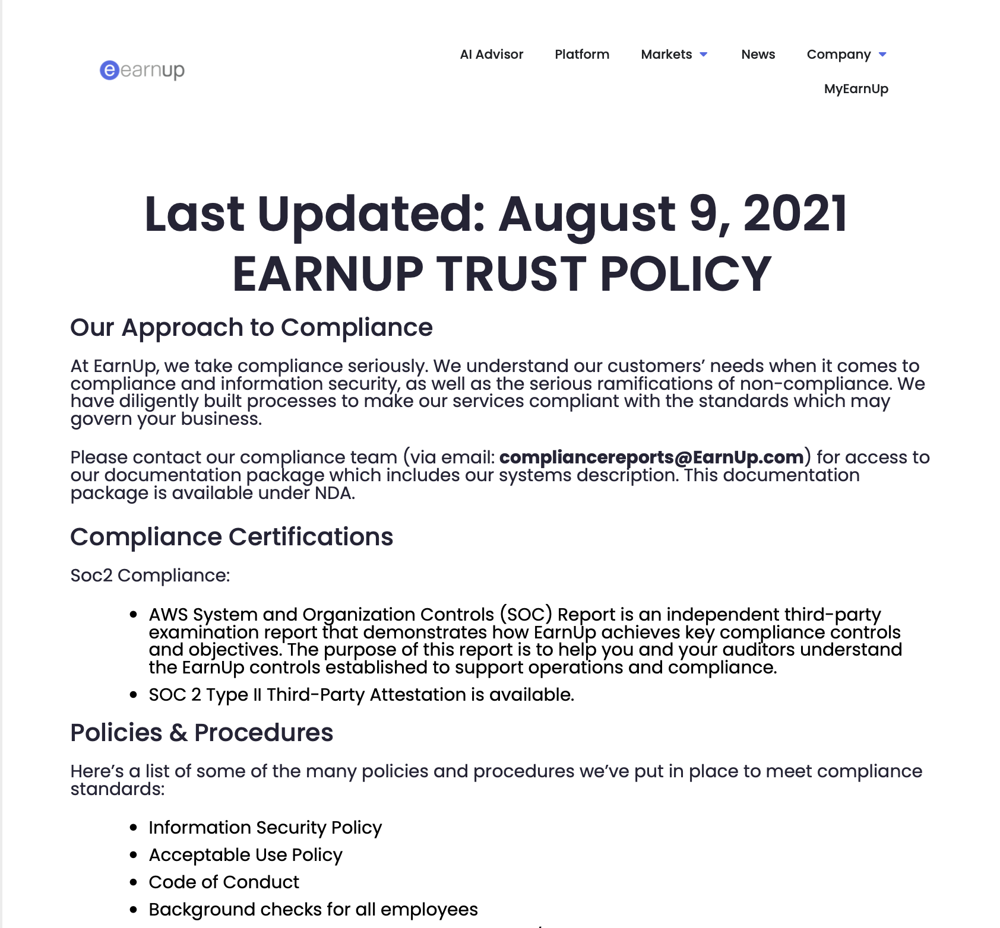 eearnup
AI Advisor Platform Markets News Company
MyEarnUp
Last Updated: August 9, 2021
EARNUP TRUST POLICY
Our Approach to Compliance
At EarnUp, we take compliance seriously. We understand our customers’ needs when it comes to
compliance and information security, as well as the serious ramifications of non-compliance. We
have diligently built processes to make our services compliant with the standards which may
govern your business.
Please contact our compliance team (via email: compliancereports@EarnUp.com) for access to
our documentation package which includes our systems description. This documentation
package is available under NDA.
Compliance Certifications
Soc2 Compliance:
• AWS System and Organization Controls (SOC) Report is an independent third-party
examination report that demonstrates how EarnUp achieves key compliance controls
and objectives. The purpose of this report is to help you and your auditors understand
the EarnUp controls established to support operations and compliance.
• SOC 2 Type II Third-Party Attestation is available.
Policies & Procedures
Here’s a list of some of the many policies and procedures we’ve put in place to meet compliance
standards:
• Information Security Policy
• Acceptable Use Policy
• Code of Conduct
• Background checks for all employees